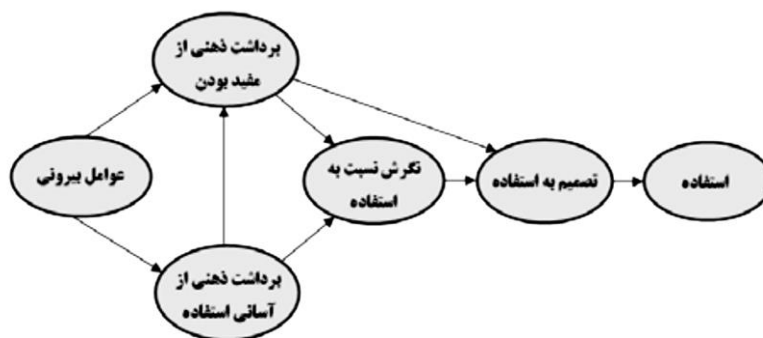 برداشت ذهنی از
مفید بودن
عوامل بیرونی
نگرش نسبت به
استفاده
تصمیم به استفاده
استفاده
برداشت ذهنی از
آسانی استفاده